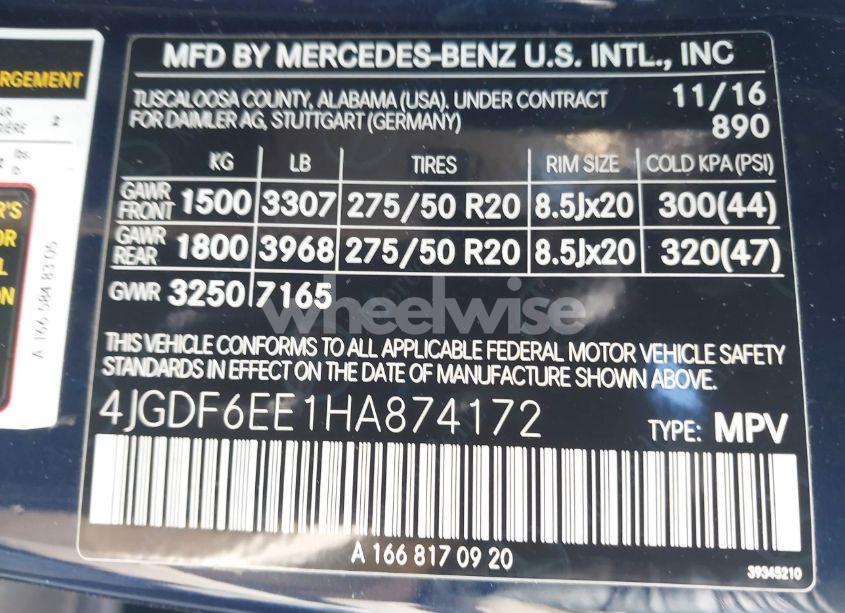 MFD BY MERCEDES-BENZ U.S. INTL., INC
TUSCALOOSA COUNTY, ALABAMA (USA). UNDER CONTRACT 11/16
FOR DAIMLER AG, STUTTGART (GERMANY) 890
KG LB TIRES RIM SIZE COLD KPA (PSI)
GAWR FRONT 1500 3307 275/50 R20 8.5Jx20 300(44)
GAWR REAR 1800 3968 275/50 R20 8.5Jx20 320(47)
GVWR 3250 7165
wheelwise
THIS VEHICLE CONFORMS TO ALL APPLICABLE FEDERAL MOTOR VEHICLE SAFETY
STANDARDS IN EFFECT ON THE DATE OF MANUFACTURE SHOWN ABOVE.
4JGDF6EE1HA874172 TYPE: MPV
A 166 817 09 20
39345210
RGEMENT
2
lbs.
lb.
A 166 584 83 05